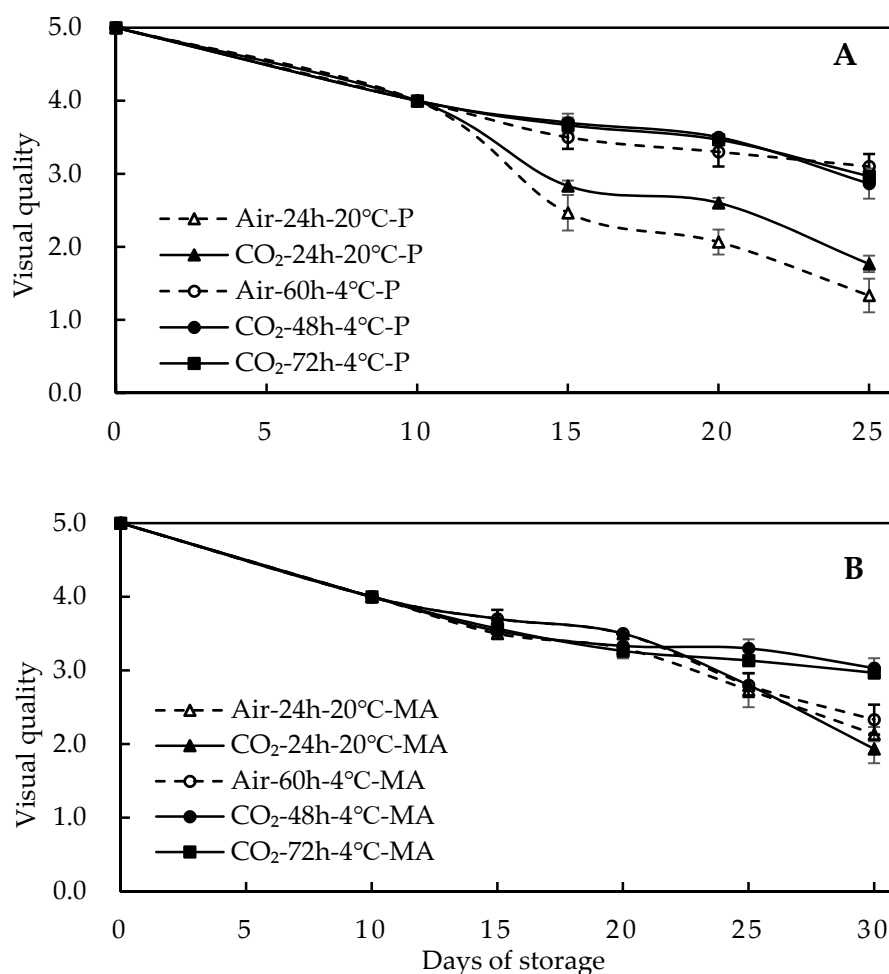 5.0
A
4.0
3.0
2.0
1.0
0.0
Visual quality
Air-24h-20°C-P
CO₂-24h-20°C-P
Air-60h-4°C-P
CO₂-48h-4°C-P
CO₂-72h-4°C-P
0 5 10 15 20 25
5.0
B
4.0
3.0
2.0
1.0
0.0
Visual quality
Air-24h-20°C-MA
CO₂-24h-20°C-MA
Air-60h-4°C-MA
CO₂-48h-4°C-MA
CO₂-72h-4°C-MA
0 5 10 15 20 25 30
Days of storage